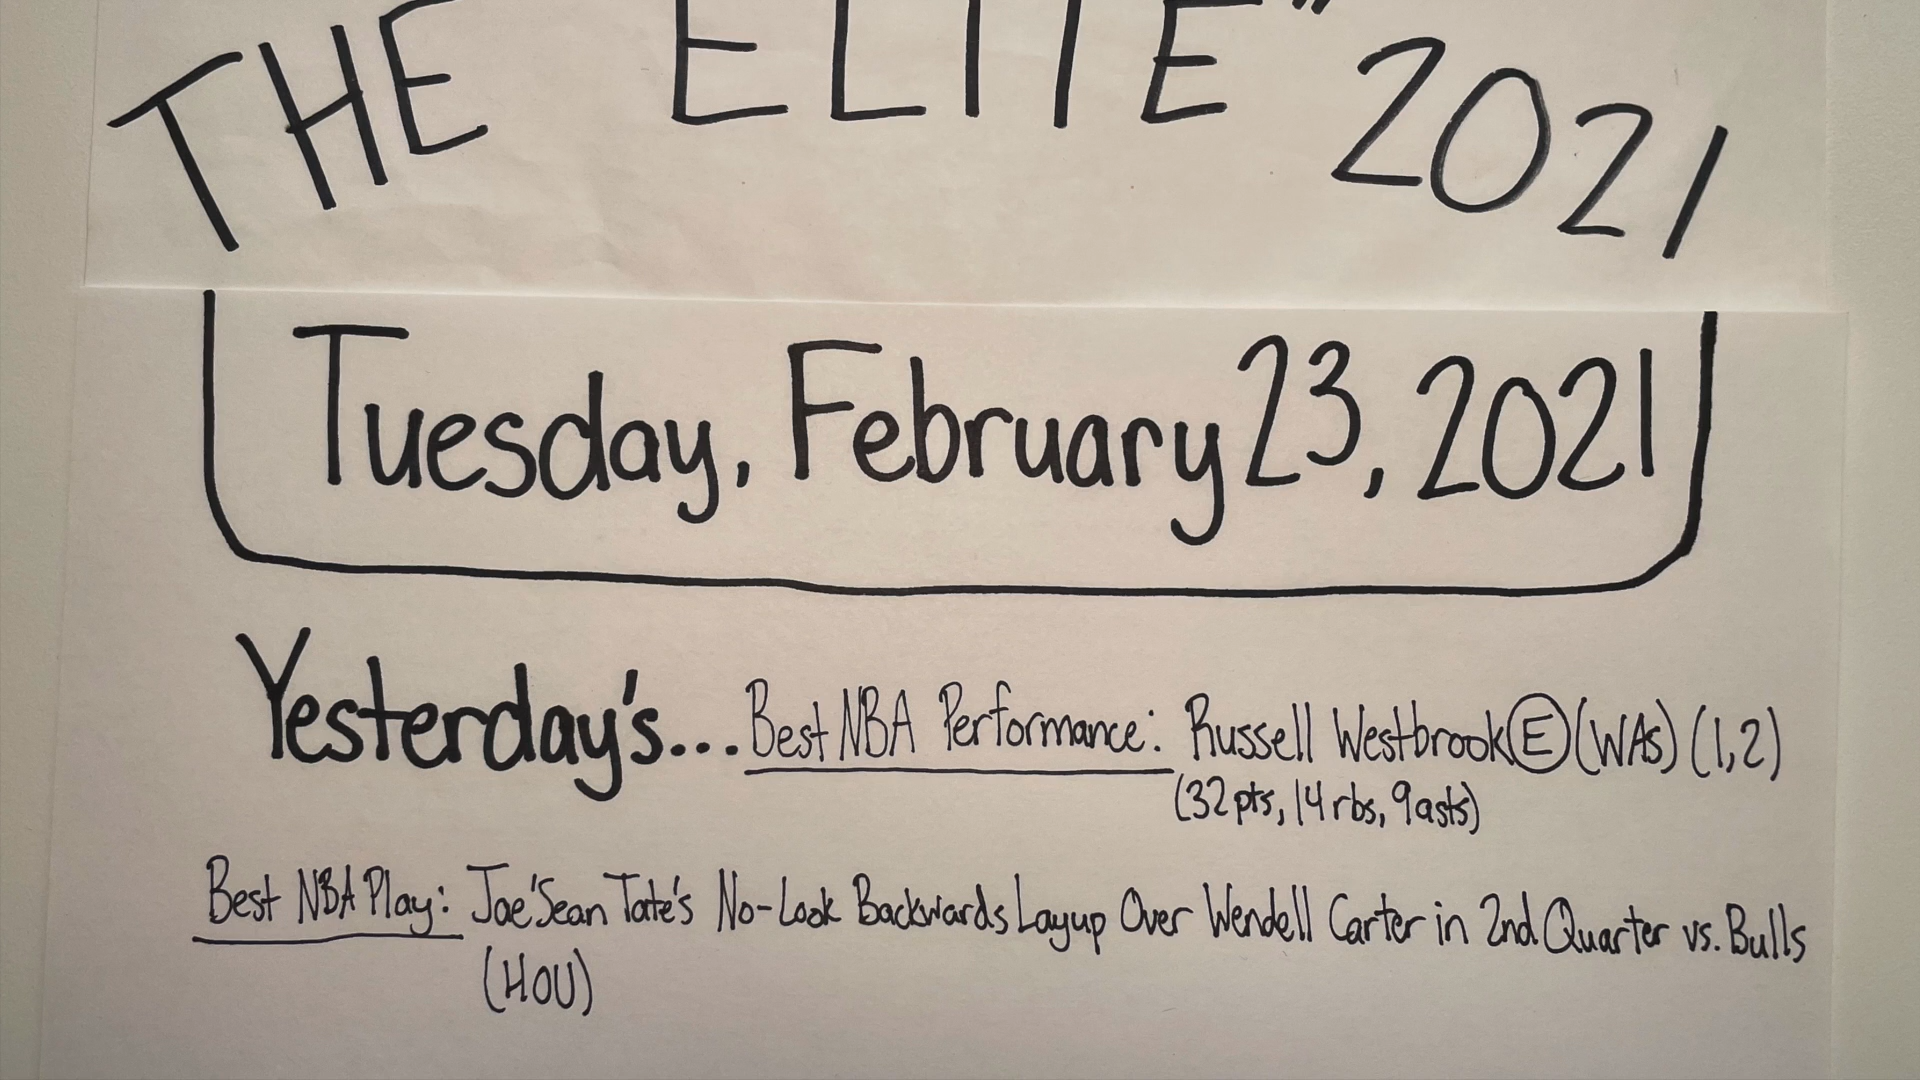 THE "ELITE" 2021
Tuesday, February 23, 2021
Yesterday's... Best NBA Performance: Russell Westbrook Ⓔ (WAS) (1,2)
(32 pts, 14 rbs, 9 asts)
Best NBA Play: Jae'Sean Tate's No-Look Backwards Layup Over Wendell Carter in 2nd Quarter vs. Bulls
(HOU)